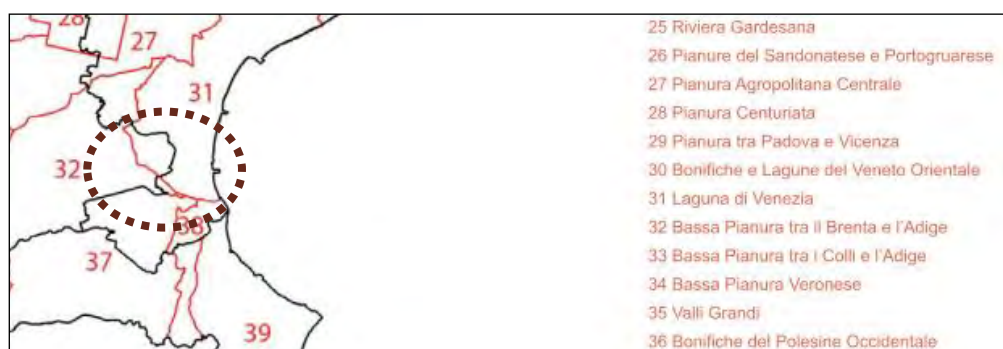 28
27
31
32
38
37
39
25 Riviera Gardesana
26 Pianure del Sandonatese e Portogruarese
27 Pianura Agropolitana Centrale
28 Pianura Centuriata
29 Pianura tra Padova e Vicenza
30 Bonifiche e Lagune del Veneto Orientale
31 Laguna di Venezia
32 Bassa Pianura tra il Brenta e l'Adige
33 Bassa Pianura tra i Colli e l'Adige
34 Bassa Pianura Veronese
35 Valli Grandi
36 Bonifiche del Polesine Occidentale